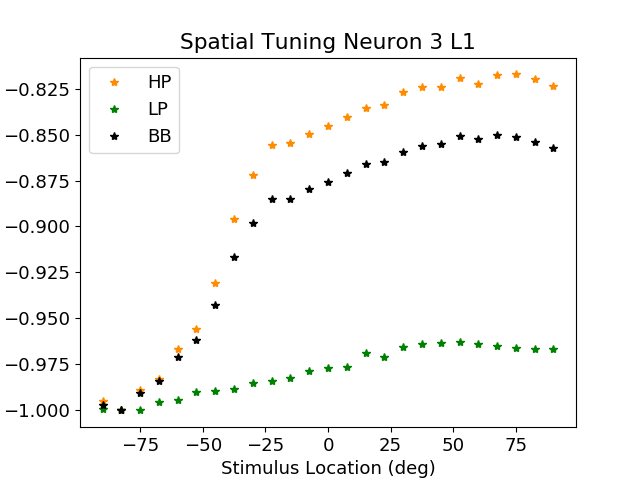 Spatial Tuning Neuron 3 L1
HP
LP
BB
−0.825
−0.850
−0.875
−0.900
−0.925
−0.950
−0.975
−1.000
−75 −50 −25 0 25 50 75
Stimulus Location (deg)